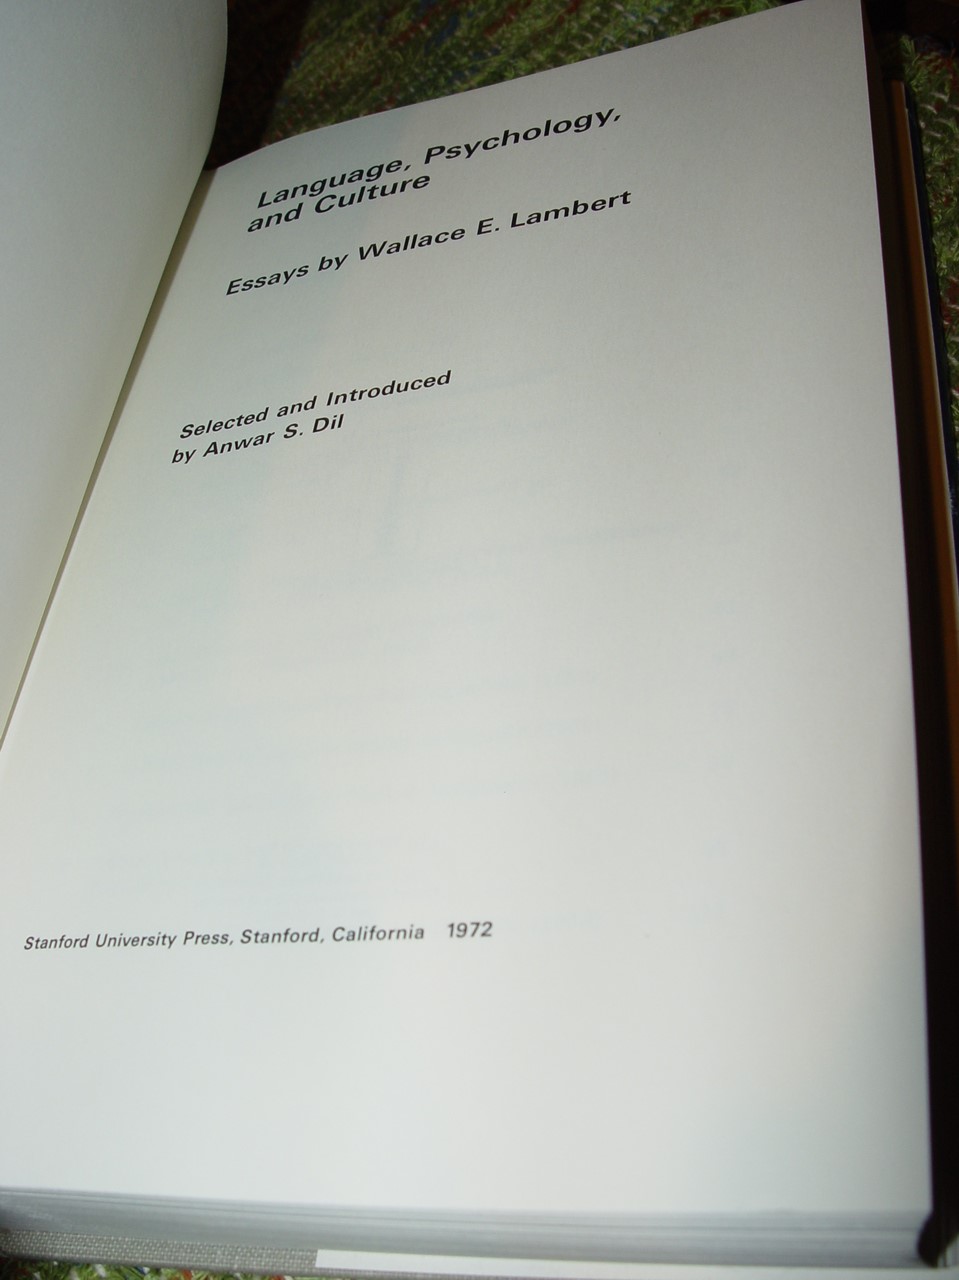 Language, Psychology,
and Culture
Essays by Wallace E. Lambert
Selected and Introduced
by Anwar S. Dil
Stanford University Press, Stanford, California 1972